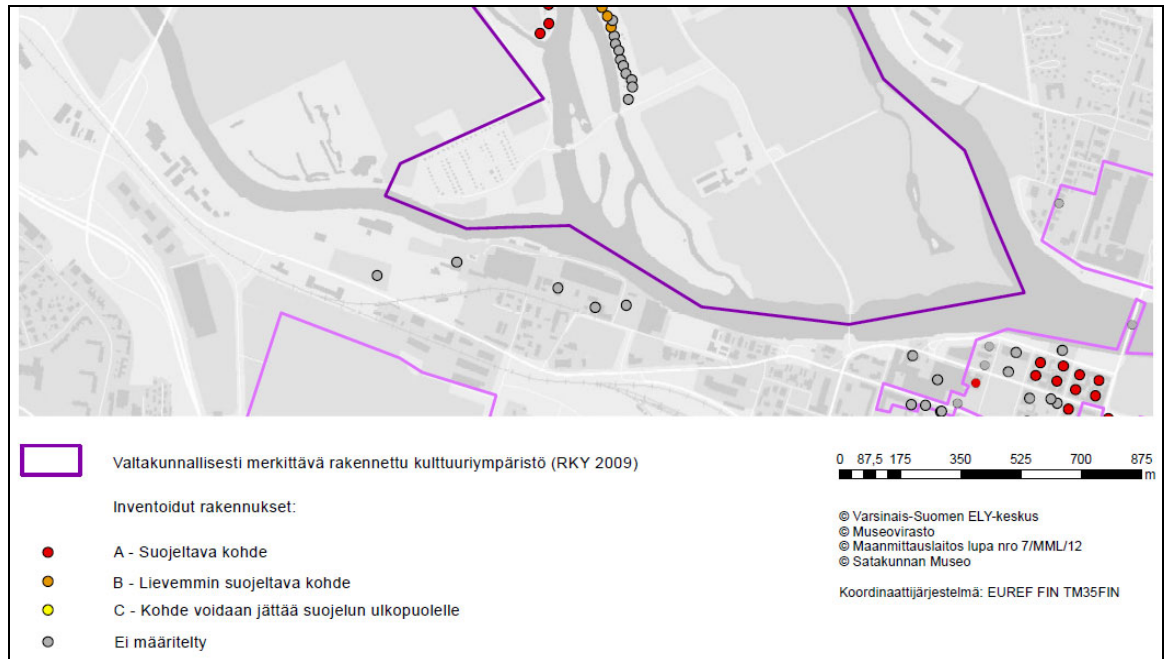 Valtakunnallisesti merkittävä rakennettu kulttuuriympäristö (RKY 2009)
Inventoidut rakennukset:
A - Suojeltava kohde
B - Lievemmin suojeltava kohde
C - Kohde voidaan jättää suojelun ulkopuolelle
Ei määritelty
0 87,5 175 350 525 700 875
m
© Varsinais-Suomen ELY-keskus
© Museovirasto
© Maanmittauslaitos lupa nro 7/MML/12
© Satakunnan Museo
Koordinaattijärjestelmä: EUREF FIN TM35FIN